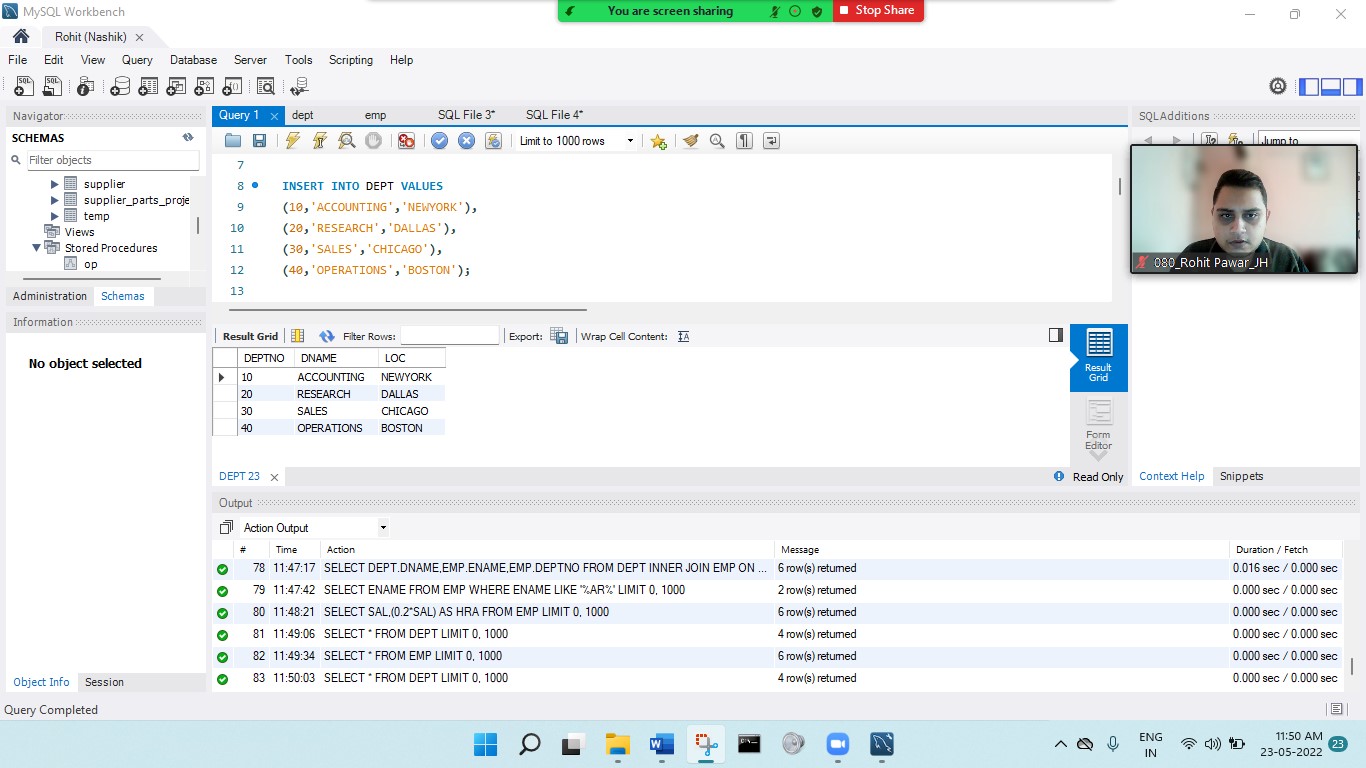 MySQL Workbench
You are screen sharing
Stop Share
Rohit (Nashik)
File Edit View Query Database Server Tools Scripting Help
Navigator
SCHEMAS
Filter objects
supplier
supplier_parts_proje
temp
Views
Stored Procedures
op
Administration Schemas
Information
No object selected
Object Info Session
Query Completed
Query 1 dept emp SQL File 3* SQL File 4*
Limit to 1000 rows
7
8 INSERT INTO DEPT VALUES
9 (10,'ACCOUNTING','NEWYORK'),
10 (20,'RESEARCH','DALLAS'),
11 (30,'SALES','CHICAGO'),
12 (40,'OPERATIONS','BOSTON');
13
Result Grid Filter Rows: Export: Wrap Cell Content:
DEPTNO DNAME LOC
10 ACCOUNTING NEWYORK
20 RESEARCH DALLAS
30 SALES CHICAGO
40 OPERATIONS BOSTON
Result
Grid
Form
Editor
DEPT 23
Read Only
SQLAdditions
Jump to
080_Rohit Pawar_JH
Context Help Snippets
Output
Action Output
# Time Action Message Duration / Fetch
78 11:47:17 SELECT DEPT.DNAME,EMP.ENAME,EMP.DEPTNO FROM DEPT INNER JOIN EMP ON ... 6 row(s) returned 0.016 sec / 0.000 sec
79 11:47:42 SELECT ENAME FROM EMP WHERE ENAME LIKE '%AR%' LIMIT 0, 1000 2 row(s) returned 0.000 sec / 0.000 sec
80 11:48:21 SELECT SAL,(0.2*SAL) AS HRA FROM EMP LIMIT 0, 1000 6 row(s) returned 0.000 sec / 0.000 sec
81 11:49:06 SELECT * FROM DEPT LIMIT 0, 1000 4 row(s) returned 0.000 sec / 0.000 sec
82 11:49:34 SELECT * FROM EMP LIMIT 0, 1000 6 row(s) returned 0.000 sec / 0.000 sec
83 11:50:03 SELECT * FROM DEPT LIMIT 0, 1000 4 row(s) returned 0.000 sec / 0.000 sec
ENG
IN
11:50 AM
23-05-2022
23